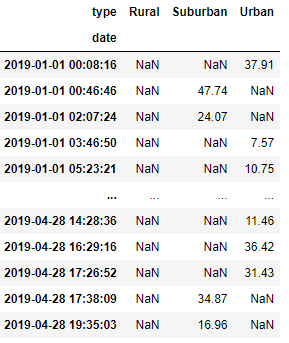 type Rural Suburban Urban
date
2019-01-01 00:08:16 NaN NaN 37.91
2019-01-01 00:46:46 NaN 47.74 NaN
2019-01-01 02:07:24 NaN 24.07 NaN
2019-01-01 03:46:50 NaN NaN 7.57
2019-01-01 05:23:21 NaN NaN 10.75
... ... ... ...
2019-04-28 14:28:36 NaN NaN 11.46
2019-04-28 16:29:16 NaN NaN 36.42
2019-04-28 17:26:52 NaN NaN 31.43
2019-04-28 17:38:09 NaN 34.87 NaN
2019-04-28 19:35:03 NaN 16.96 NaN